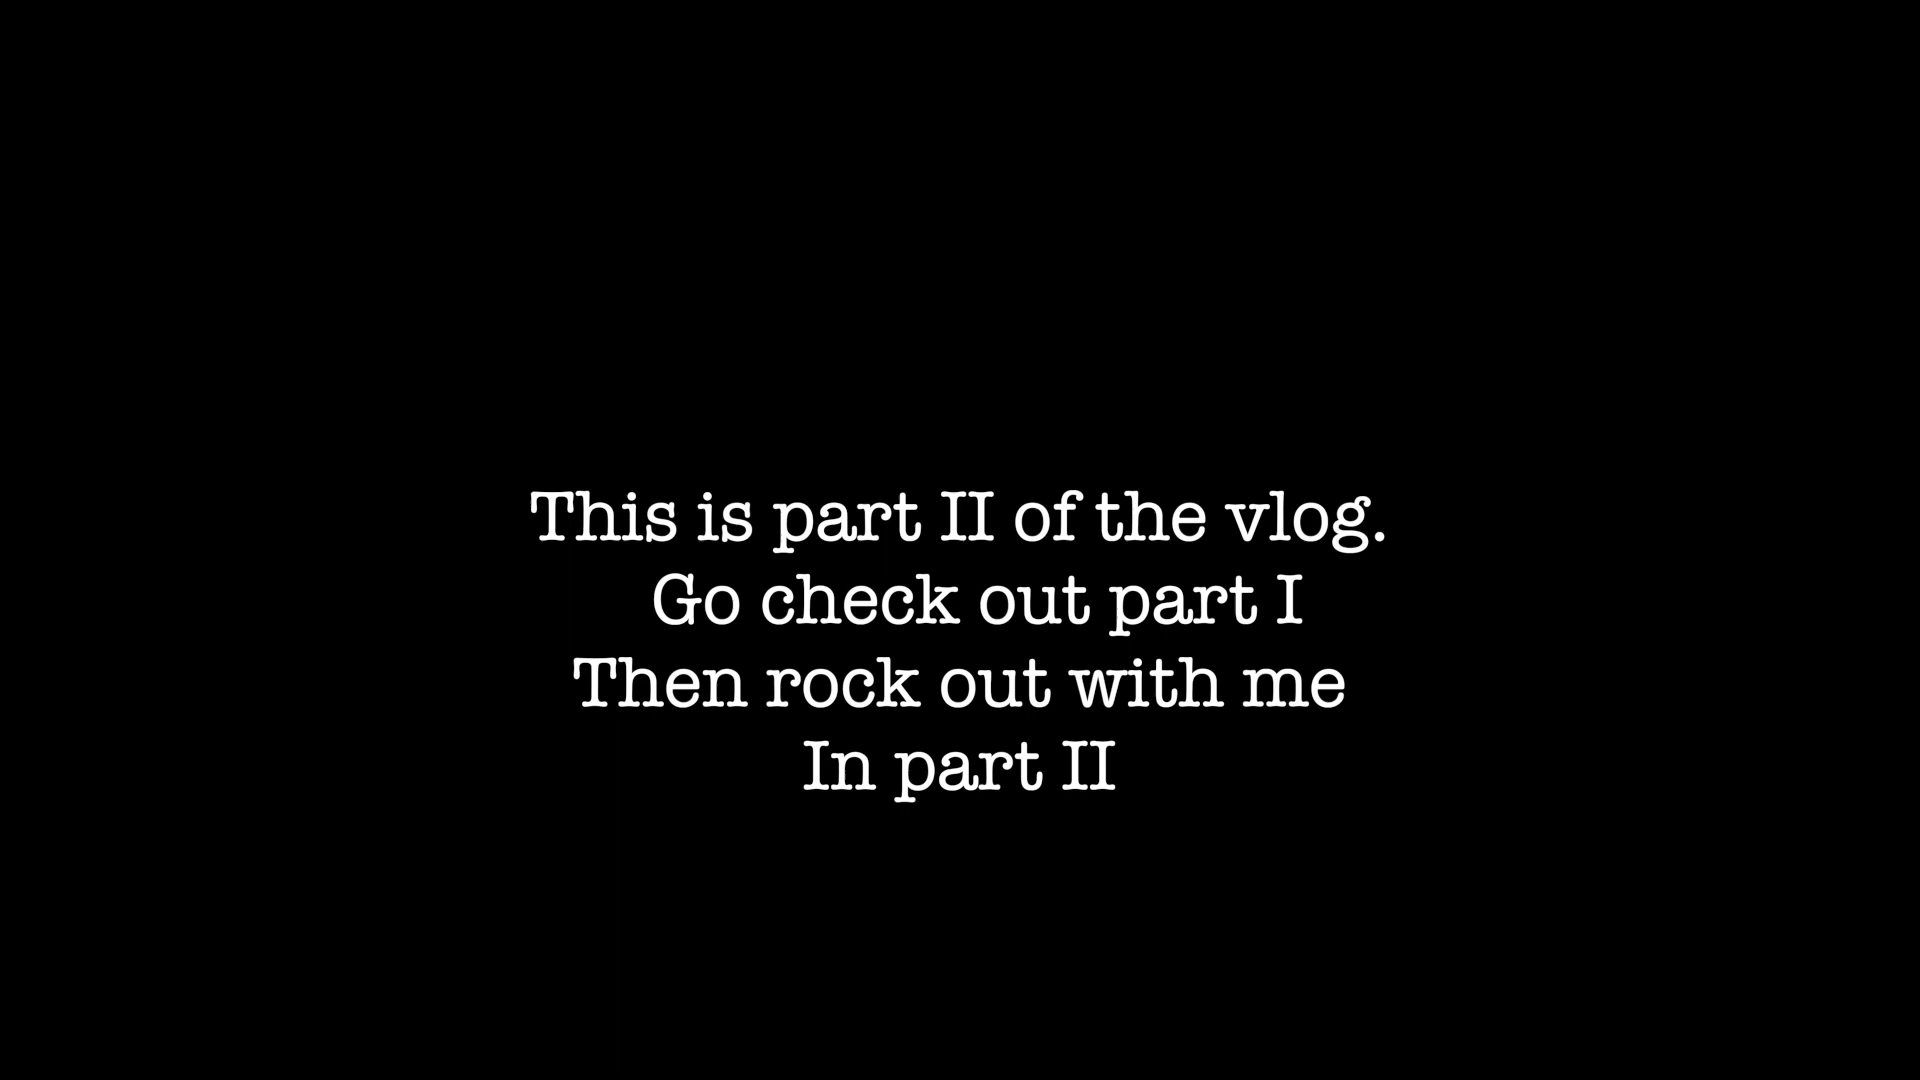 This is part II of the vlog.
Go check out part I
Then rock out with me
In part II